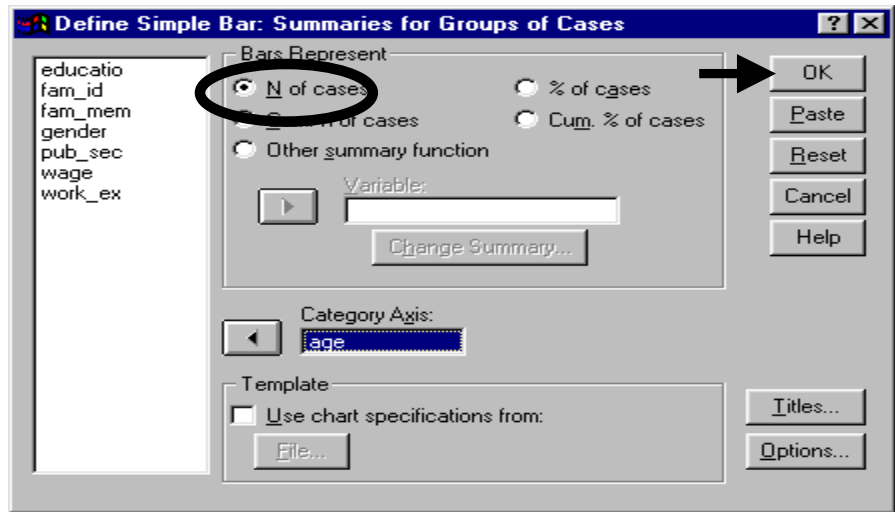 Define Simple Bar: Summaries for Groups of Cases
educatio
fam_id
fam_mem
gender
pub_sec
wage
work_ex
Bars Represent
N of cases
% of cases
of cases
Cum. % of cases
Other summary function
Variable:
Change Summary...
Category Axis:
age
Template
Use chart specifications from:
File...
OK
Paste
Reset
Cancel
Help
Titles...
Options...